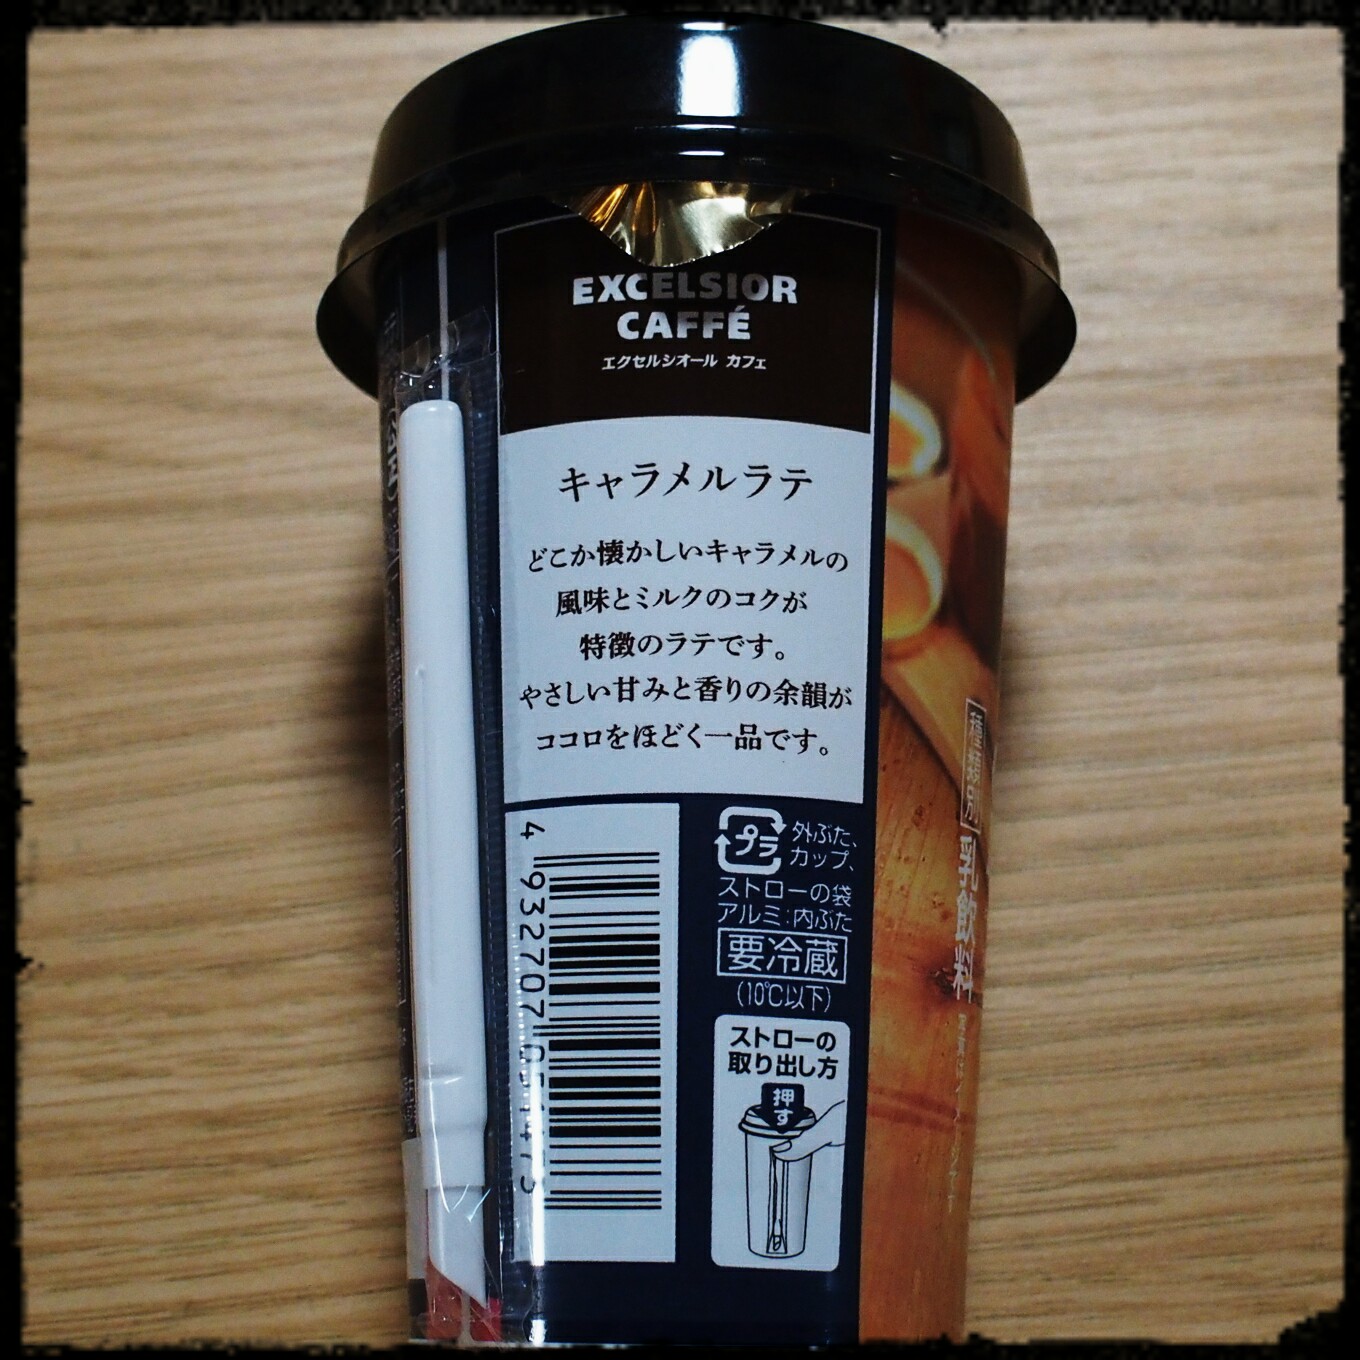 EXCELSIOR
CAFFÉ
エクセルシオール カフェ
キャラメルラテ
どこか懐かしいキャラメルの
風味とミルクのコクが
特徴のラテです。
やさしい甘みと香りの余韻が
ココロをほどく一品です。
プラ
外ぶた、
カップ、
ストローの袋
アルミ:内ぶた
要冷蔵
(10℃以下)
ストローの
取り出し方
押す
4 932707 051473
種類別 乳飲料